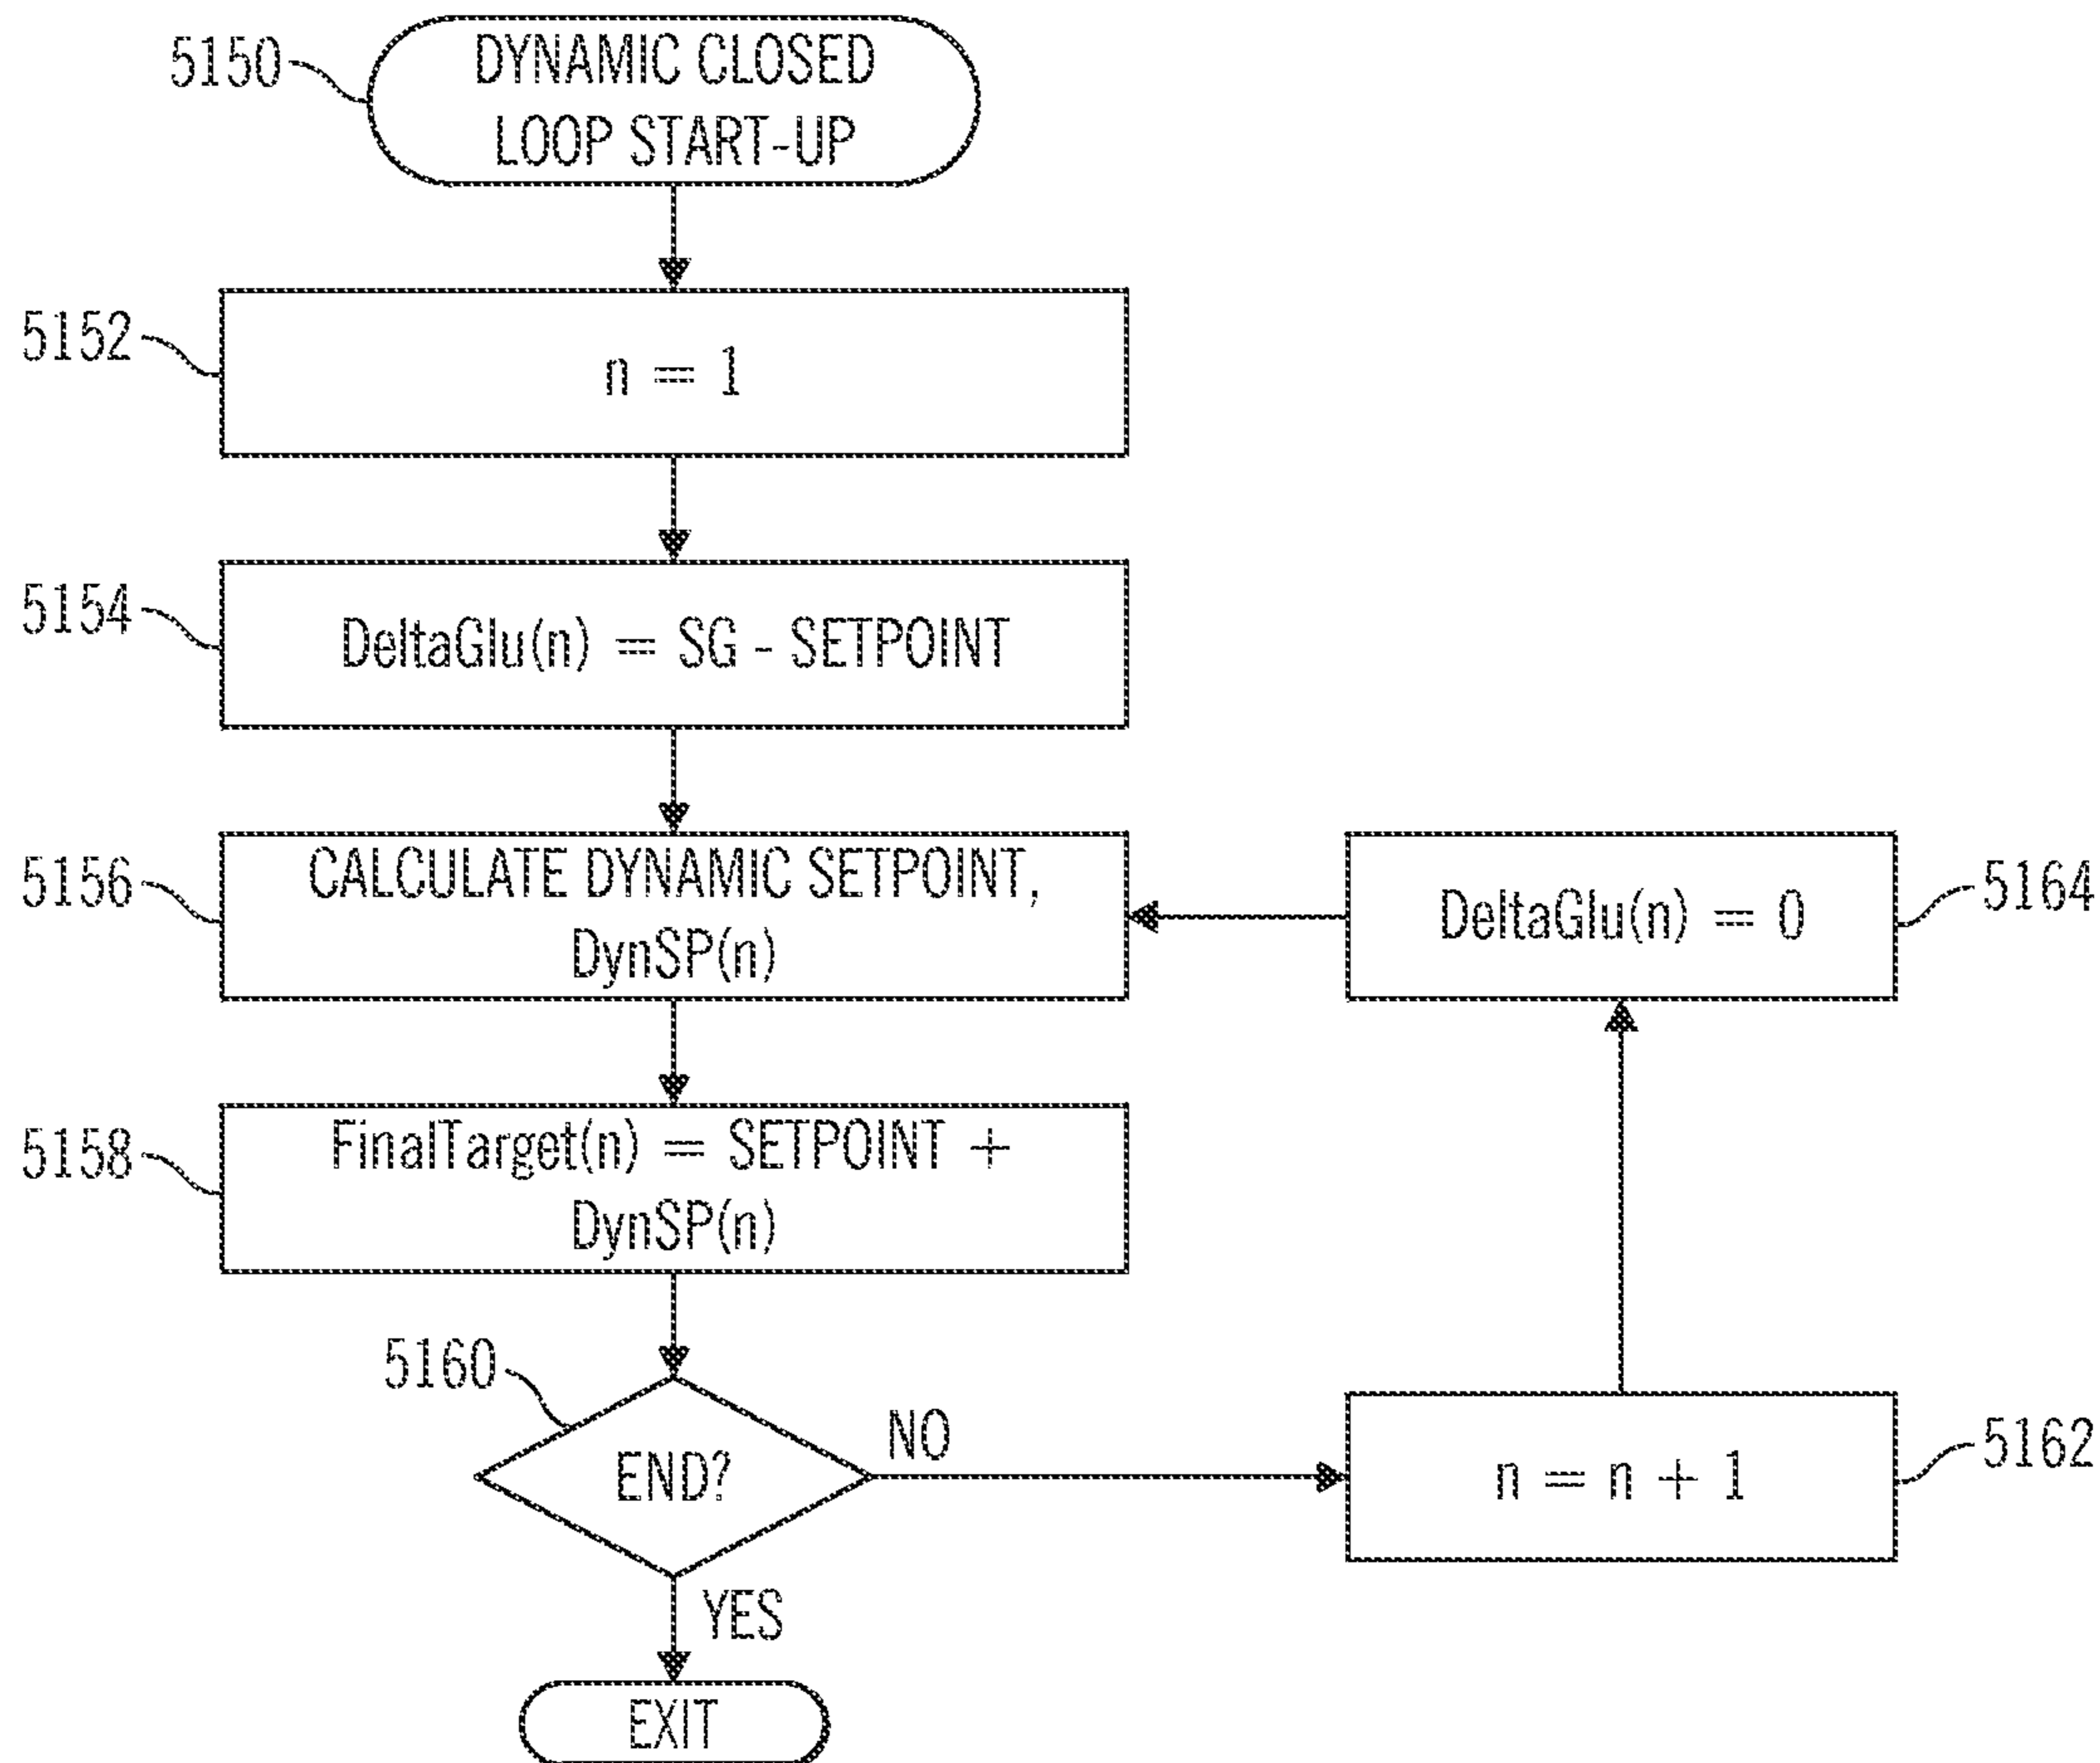 5150
DYNAMIC CLOSED
LOOP START-UP
5152
n = 1
5154
DeltaGlu(n) = SG - SETPOINT
5156
CALCULATE DYNAMIC SETPOINT,
DynSP(n)
DeltaGlu(n) = 0
5164
5158
FinalTarget(n) = SETPOINT +
DynSP(n)
5160
END?
NO
n = n + 1
5162
YES
EXIT